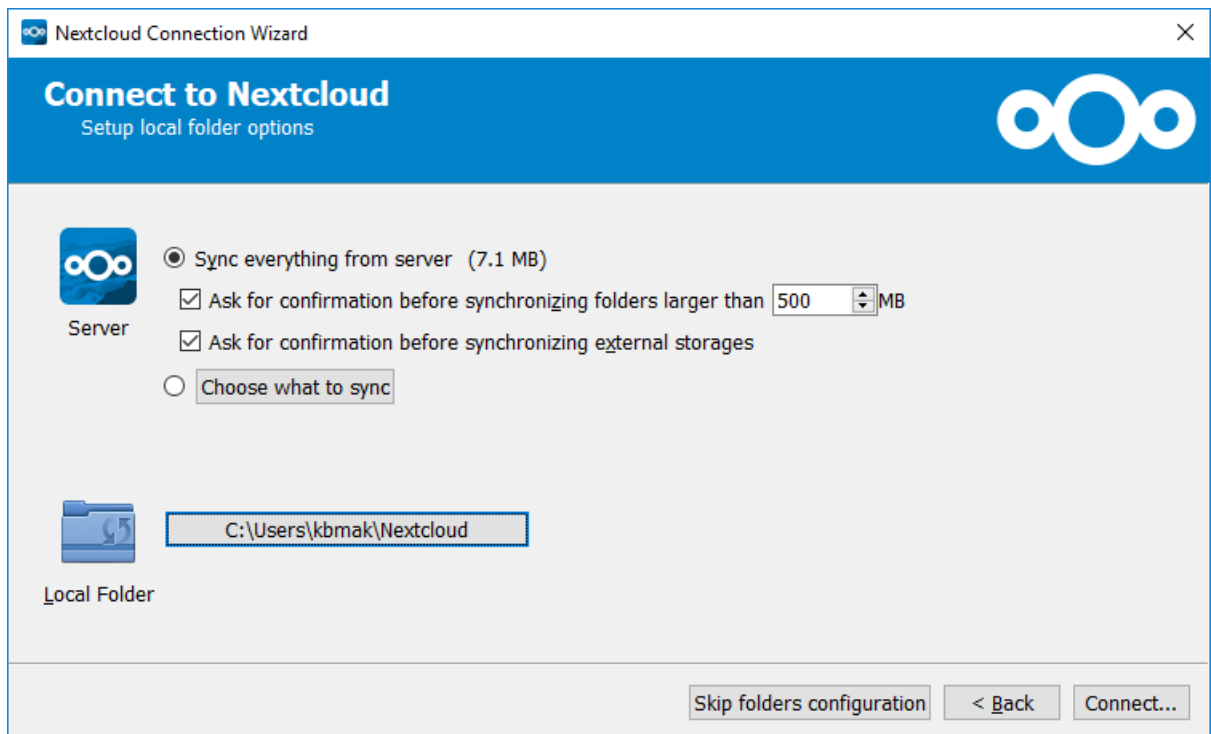 Nextcloud Connection Wizard
Connect to Nextcloud
Setup local folder options
Sync everything from server (7.1 MB)
Ask for confirmation before synchronizing folders larger than 500 MB
Server
Ask for confirmation before synchronizing external storages
Choose what to sync
C:\Users\kbmak\Nextcloud
Local Folder
Skip folders configuration < Back Connect...